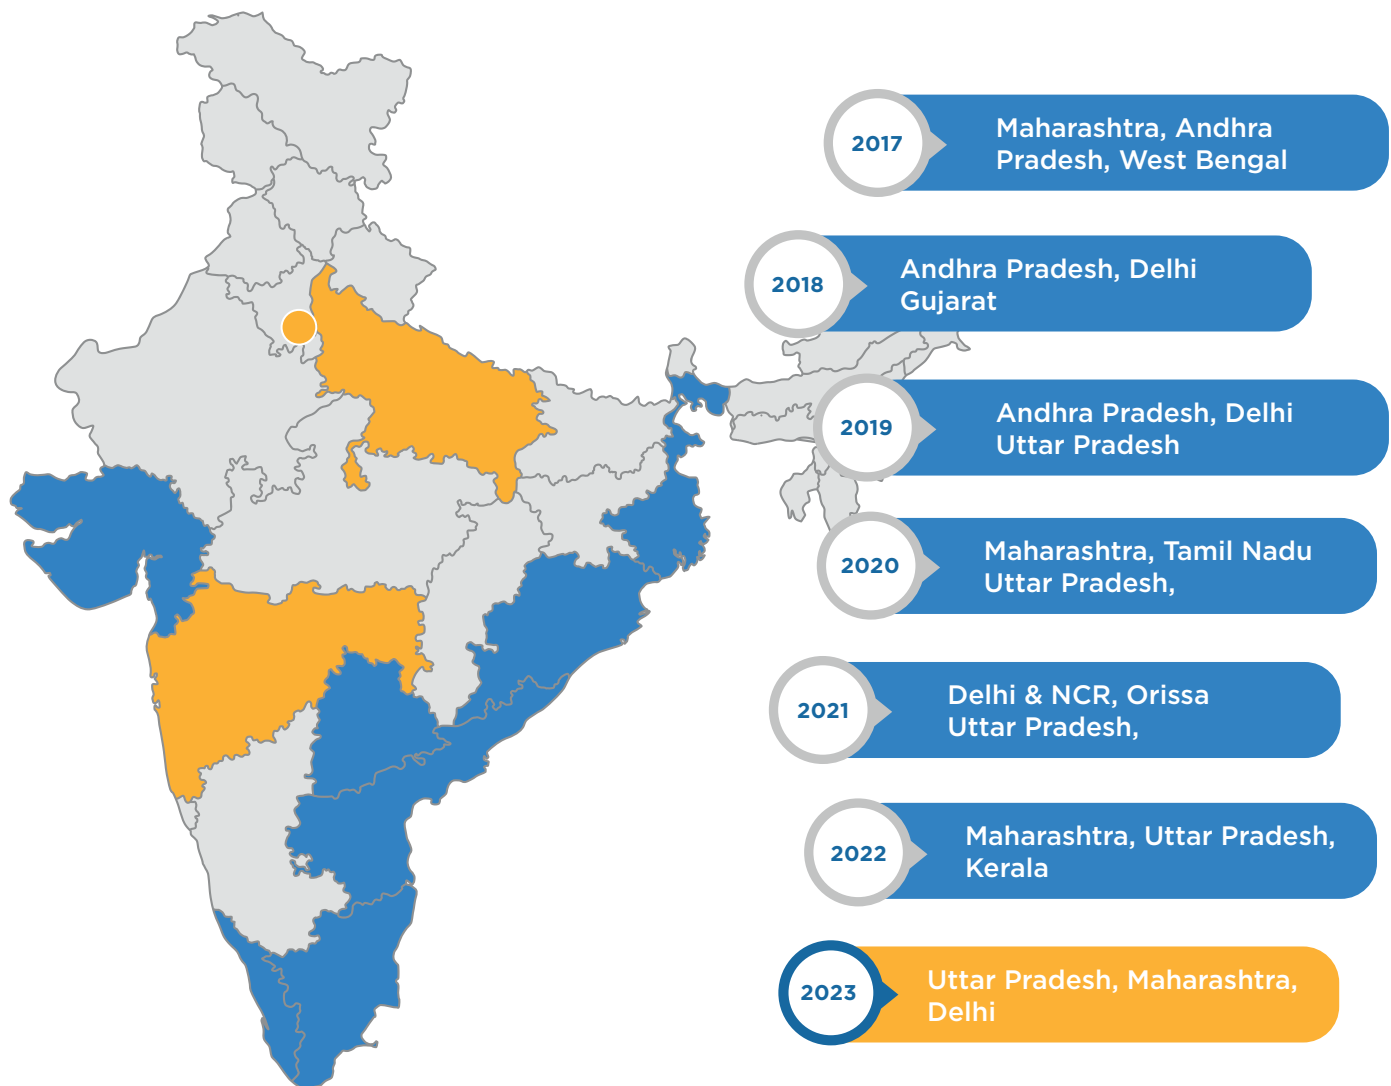 2017
Maharashtra, Andhra
Pradesh, West Bengal
2018
Andhra Pradesh, Delhi
Gujarat
2019
Andhra Pradesh, Delhi
Uttar Pradesh
2020
Maharashtra, Tamil Nadu
Uttar Pradesh,
2021
Delhi & NCR, Orissa
Uttar Pradesh,
2022
Maharashtra, Uttar Pradesh,
Kerala
2023
Uttar Pradesh, Maharashtra,
Delhi